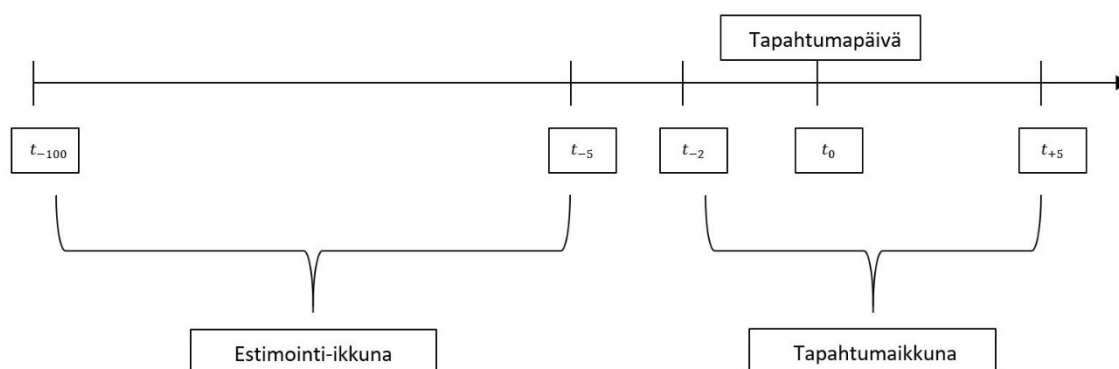 Tapahtumapäivä
t₋₁₀₀
t₋₅
t₋₂
t₀
t₊₅
Estimointi-ikkuna
Tapahtumaikkuna